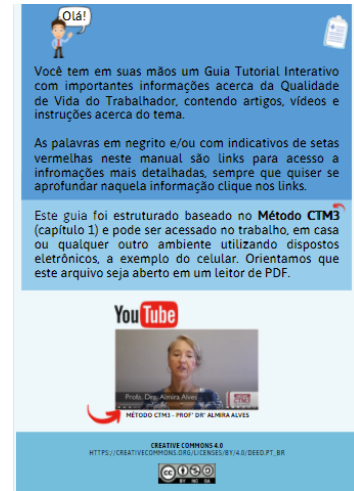 Olá!
Você tem em suas mãos um Guia Tutorial Interativo
com importantes informações acerca da Qualidade
de Vida do Trabalhador, contendo artigos, vídeos e
instruções acerca do tema.
As palavras em negrito e/ou com indicativos de setas
vermelhas neste manual são links para acesso a
infromações mais detalhadas, sempre que quiser se
aprofundar naquela informação clique nos links.
Este guia foi estruturado baseado no Método CTM3
(capítulo 1) e pode ser acessado no trabalho, em casa
ou qualquer outro ambiente utilizando dispostos
eletrônicos, a exemplo do celular. Orientamos que
este arquivo seja aberto em um leitor de PDF.
YouTube
Profa. Dra. Almira Alves
CTM3
MÉTODO CTM3 - PROFª DRª ALMIRA ALVES
CREATIVE COMMONS 4.0
HTTPS://CREATIVECOMMONS.ORG/LICENSES/BY/4.0/DEED.PT_BR
cc
BY NC SA